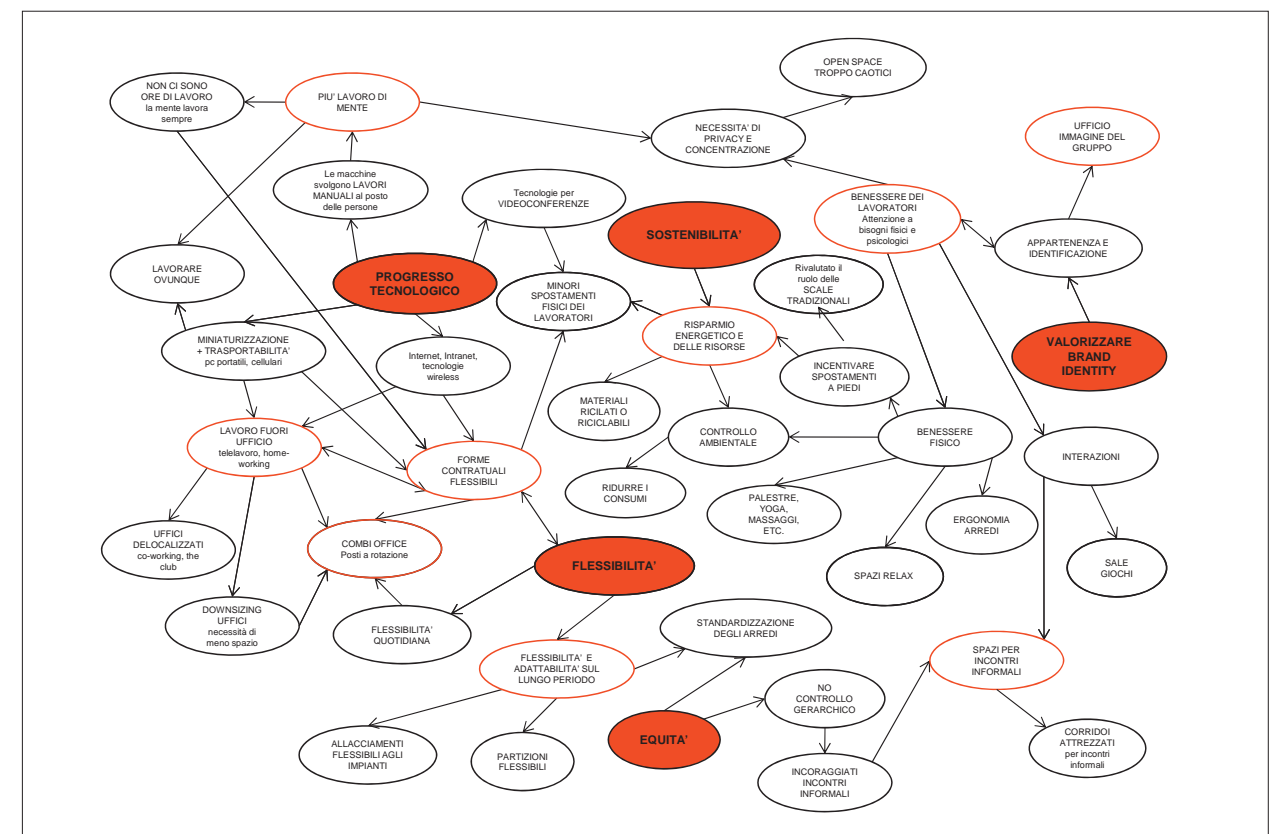 OPEN SPACE
TROPPO CAOTICI
NON CI SONO
ORE DI LAVORO
la mente lavora
sempre
PIU' LAVORO DI
MENTE
NECESSITA' DI
PRIVACY E
CONCENTRAZIONE
UFFICIO
IMMAGINE DEL
GRUPPO
Le macchine
svolgono LAVORI
MANUALI al posto
delle persone
Tecnologie per
VIDEOCONFERENZE
SOSTENIBILITA'
BENESSERE DEI
LAVORATORI
Attenzione a
bisogni fisici e
psicologici
APPARTENENZA E
IDENTIFICAZIONE
LAVORARE
OVUNQUE
PROGRESSO
TECNOLOGICO
MINORI
SPOSTAMENTI
FISICI DEI
LAVORATORI
Rivalutato il
ruolo delle
SCALE
TRADIZIONALI
MINIATURIZZAZIONE
+ TRASPORTABILITA'
pc portatili, cellulari
Internet, Intranet,
tecnologie
wireless
RISPARMIO
ENERGETICO E
DELLE RISORSE
INCENTIVARE
SPOSTAMENTI
A PIEDI
VALORIZZARE
BRAND
IDENTITY
MATERIALI
RICILATI O
RICICLABILI
CONTROLLO
AMBIENTALE
BENESSERE
FISICO
INTERAZIONI
LAVORO FUORI
UFFICIO
telelavoro, home-
working
FORME
CONTRATUALI
FLESSIBILI
RIDURRE I
CONSUMI
PALESTRE,
YOGA,
MASSAGGI,
ETC.
ERGONOMIA
ARREDI
UFFICI
DELOCALIZZATI
co-working, the
club
COMBI OFFICE
Posti a rotazione
FLESSIBILITA'
SPAZI RELAX
SALE
GIOCHI
DOWNSIZING
UFFICI
necessità di
meno spazio
FLESSIBILITA'
QUOTIDIANA
STANDARDIZZAZIONE
DEGLI ARREDI
FLESSIBILITA' E
ADATTABILITA' SUL
LUNGO PERIODO
SPAZI PER
INCONTRI
INFORMALI
NO
CONTROLLO
GERARCHICO
EQUITA'
ALLACCIAMENTI
FLESSIBILI AGLI
IMPIANTI
PARTIZIONI
FLESSIBILI
INCORAGGIATI
INCONTRI
INFORMALI
CORRIDOI
ATTREZZATI
per incontri
informali